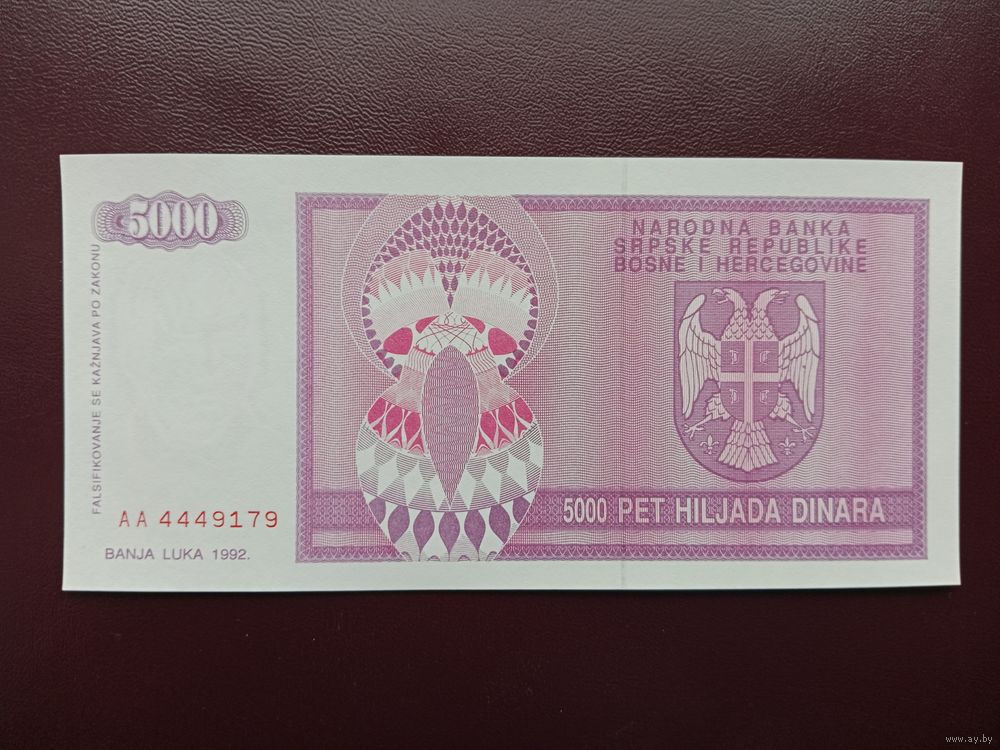 5000
FALSIFIKOVANJE SE KAŽNJAVA PO ZAKONU
AA 4449179
BANJA LUKA 1992.
NARODNA BANKA
SRPSKE REPUBLIKE
BOSNE I HERCEGOVINE
5000 PET HILJADA DINARA
www.ay.by